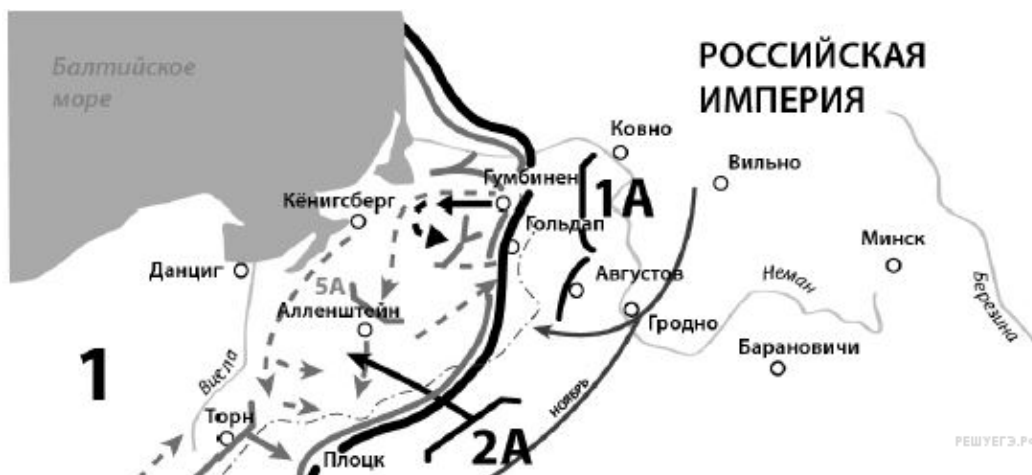 Балтийское
море
РОССИЙСКАЯ
ИМПЕРИЯ
Ковно
Вильно
Гумбинен
1А
Кёнигсберг
Гольдап
Минск
Данциг
Августов
Неман
Березина
5А
Алленштейн
Гродно
Барановичи
1
Висла
ноябрь
Торн
2А
Плоцк
РЕШУЕГЭ.РФ